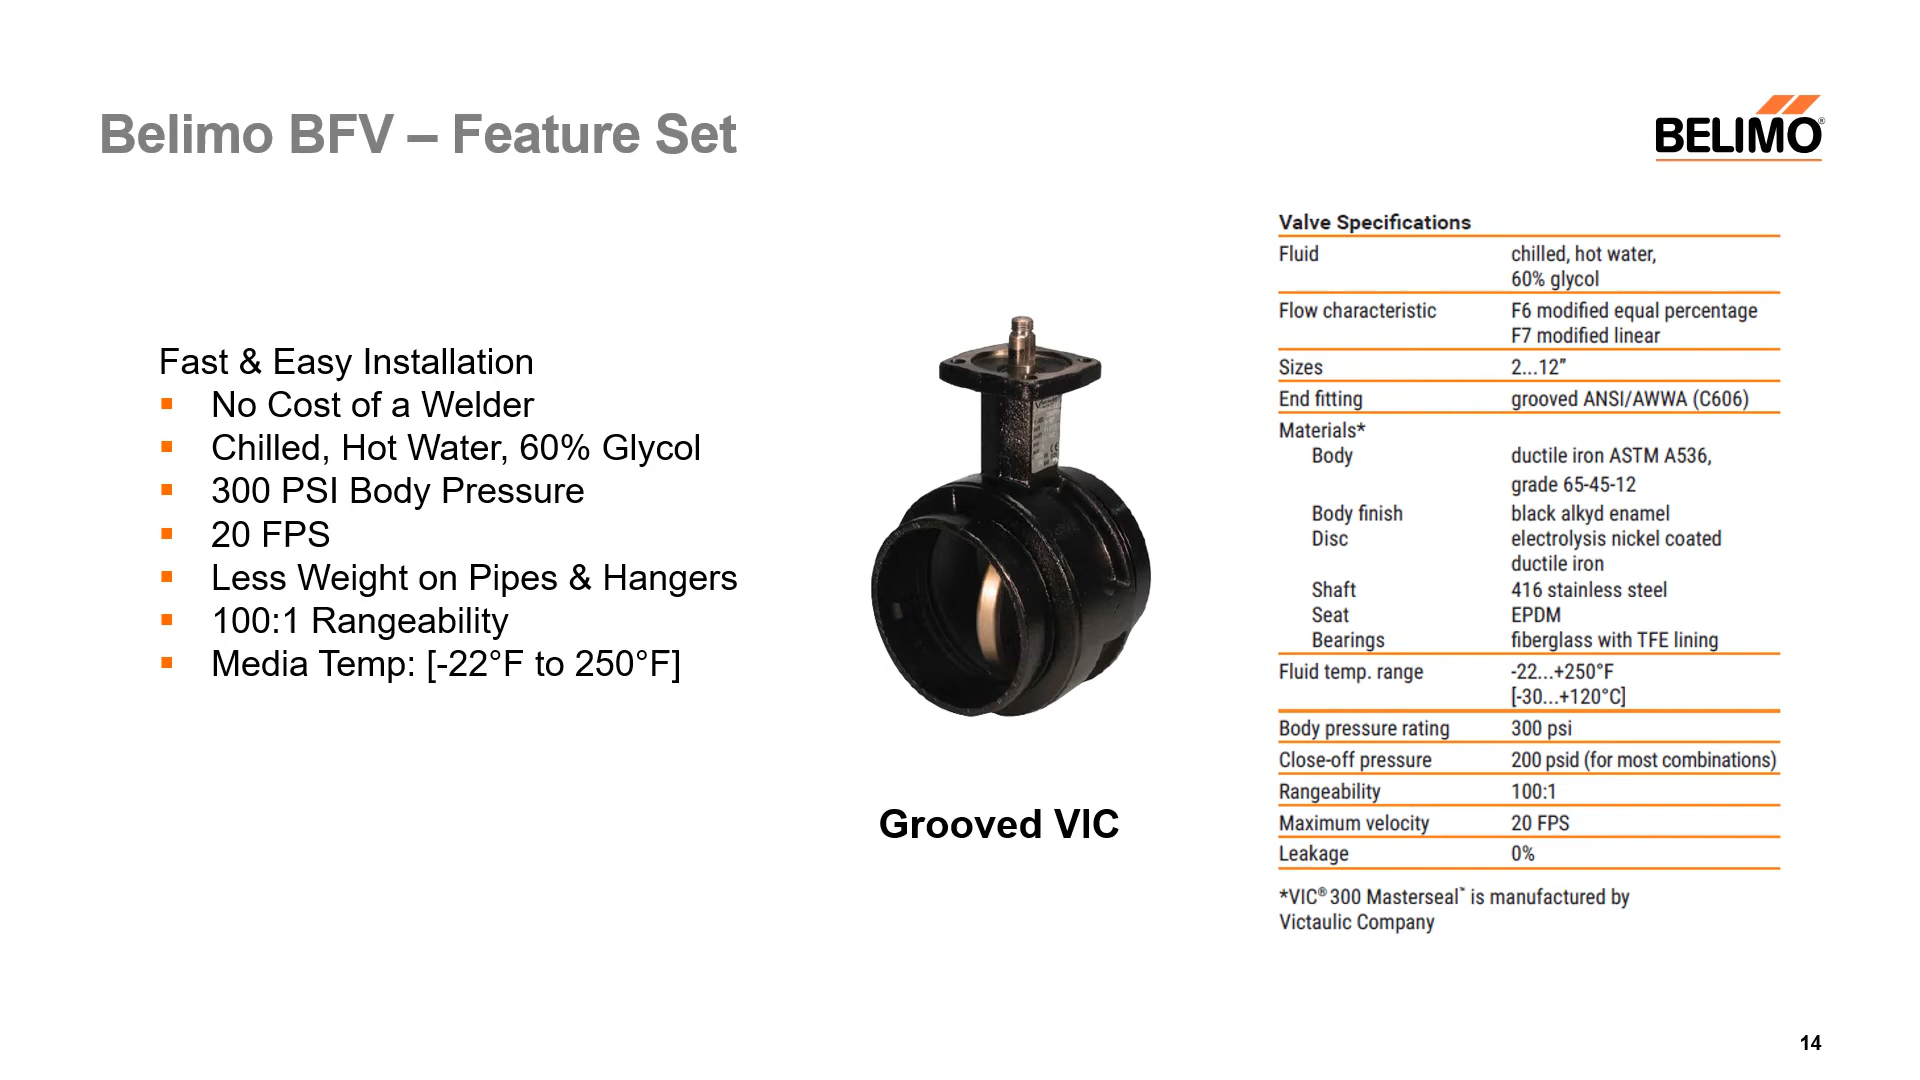 Belimo BFV – Feature Set
BELIMO®
Fast & Easy Installation
▪ No Cost of a Welder
▪ Chilled, Hot Water, 60% Glycol
▪ 300 PSI Body Pressure
▪ 20 FPS
▪ Less Weight on Pipes & Hangers
▪ 100:1 Rangeability
▪ Media Temp: [-22°F to 250°F]
Grooved VIC
Valve Specifications
Fluid chilled, hot water,
60% glycol
Flow characteristic F6 modified equal percentage
F7 modified linear
Sizes 2...12”
End fitting grooved ANSI/AWWA (C606)
Materials*
Body ductile iron ASTM A536,
grade 65-45-12
Body finish black alkyd enamel
Disc electrolysis nickel coated
ductile iron
Shaft 416 stainless steel
Seat EPDM
Bearings fiberglass with TFE lining
Fluid temp. range -22...+250°F
[-30...+120°C]
Body pressure rating 300 psi
Close-off pressure 200 psid (for most combinations)
Rangeability 100:1
Maximum velocity 20 FPS
Leakage 0%
*VIC® 300 Masterseal™ is manufactured by
Victaulic Company
14